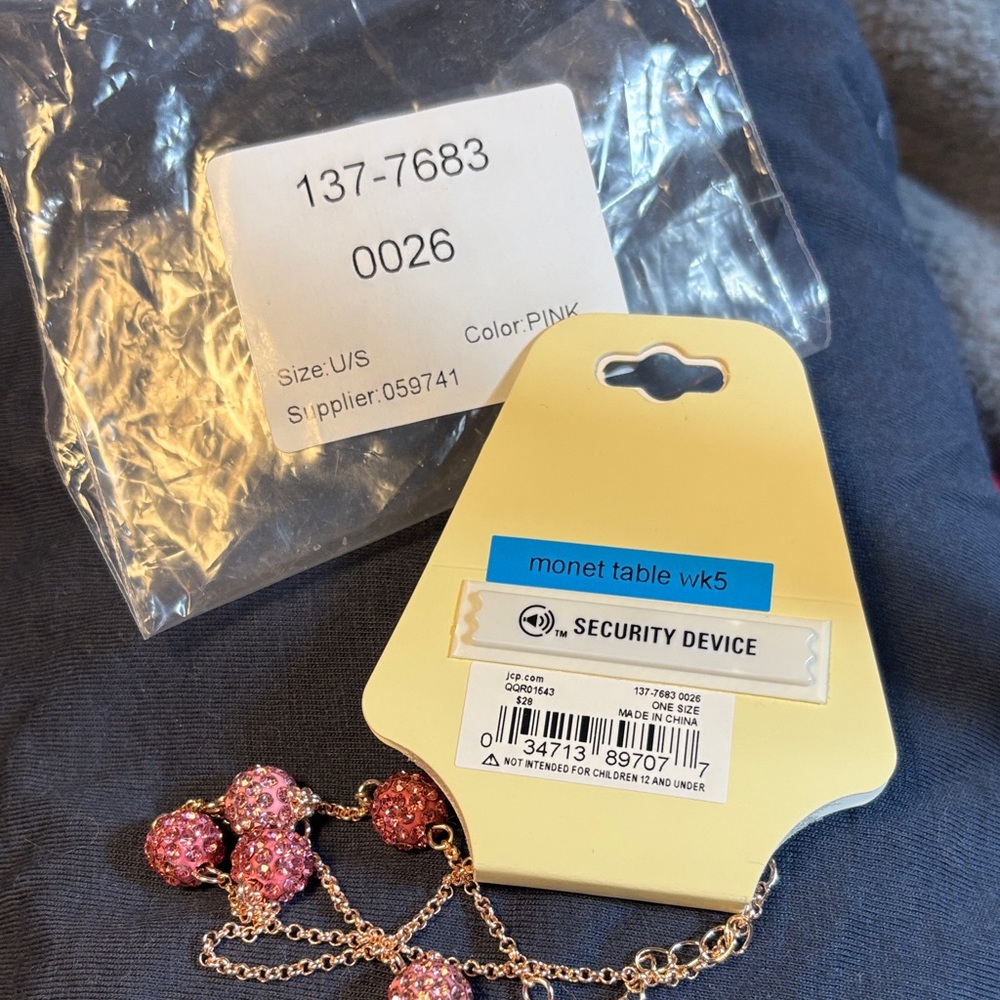 137-7683
0026
Color:PINK
Size:U/S
Supplier:059741
monet table wk5
TM SECURITY DEVICE
jcp.com
QQR01543 137-7683 0026
$28 ONE SIZE
MADE IN CHINA
0 34713 89707 7
⚠ NOT INTENDED FOR CHILDREN 12 AND UNDER